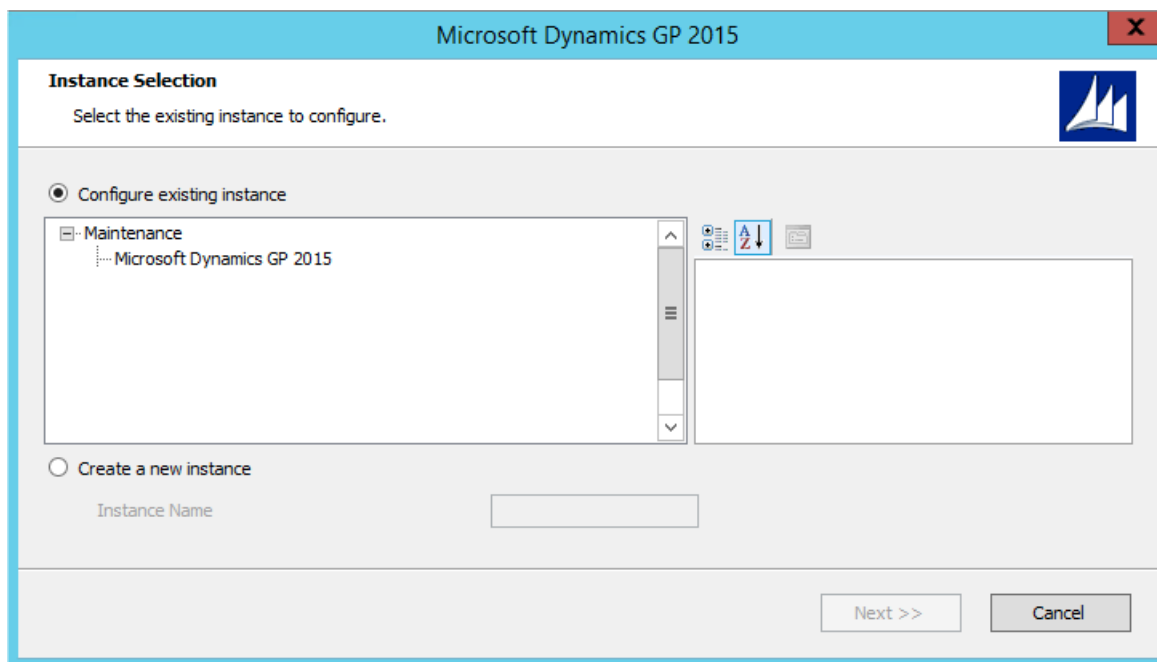 Microsoft Dynamics GP 2015
X
Instance Selection
Select the existing instance to configure.
Configure existing instance
Maintenance
Microsoft Dynamics GP 2015
A
Z
Create a new instance
Instance Name
Next >>
Cancel